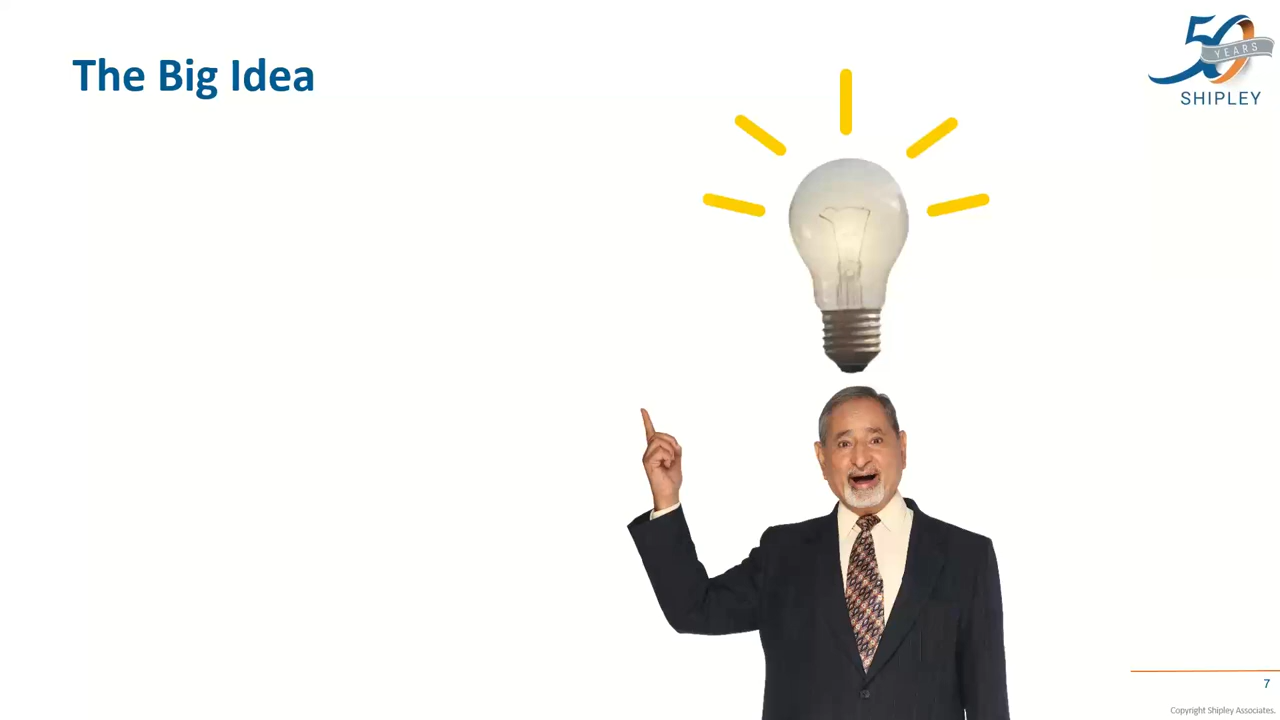 The Big Idea
50
YEARS
SHIPLEY
7
Copyright Shipley Associates.